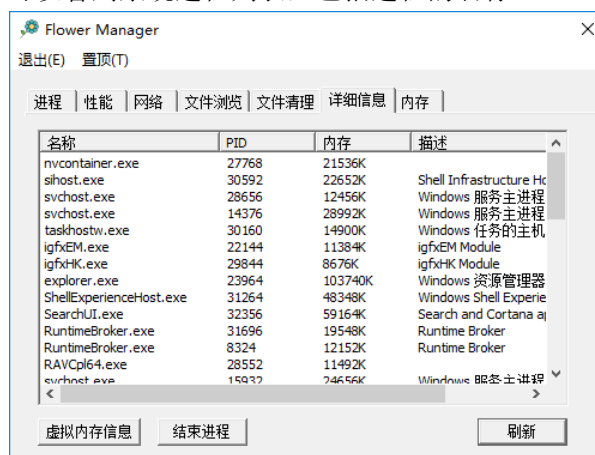 Flower Manager
退出(E) 置顶(T)
进程 性能 网络 文件浏览 文件清理 详细信息 内存
名称 PID 内存 描述
nvcontainer.exe 27768 21536K
sihost.exe 30592 22652K Shell Infrastructure Ho
svchost.exe 28656 12456K Windows 服务主进程
svchost.exe 14376 28992K Windows 服务主进程
taskhostw.exe 30160 14900K Windows 任务的主机
igfxEM.exe 22144 11384K igfxEM Module
igfxHK.exe 29844 8676K igfxHK Module
explorer.exe 23964 103740K Windows 资源管理器
ShellExperienceHost.exe 31264 48348K Windows Shell Experie
SearchUI.exe 32356 59164K Search and Cortana a
RuntimeBroker.exe 31696 19548K Runtime Broker
RuntimeBroker.exe 8324 12152K Runtime Broker
RAVCpl64.exe 28552 11492K
svchost.exe 15932 24656K Windows 服务主进程
虚拟内存信息 结束进程 刷新